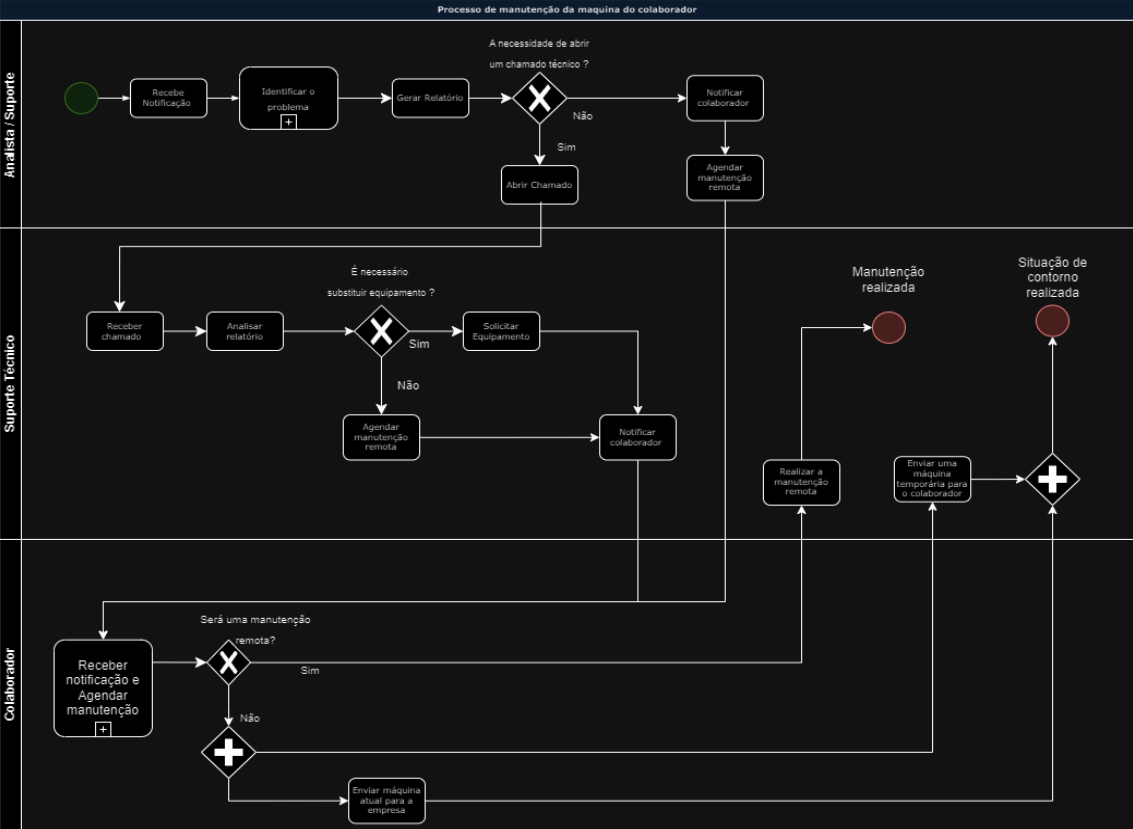 Processo de manutenção da maquina do colaborador
Analista / Suporte
A necessidade de abrir
um chamado técnico ?
Recebe
Notificação
Identificar o
problema
Gerar Relatório
Notificar
colaborador
Não
Sim
Abrir Chamado
Agendar
manutenção
remota
Suporte Técnico
É necessário
substituir equipamento ?
Receber
chamado
Analisar
relatório
Sim
Solicitar
Equipamento
Não
Agendar
manutenção
remota
Notificar
colaborador
Manutenção
realizada
Situação de
contorno
realizada
Realizar a
manutenção
remota
Enviar uma
máquina
temporária para
o colaborador
Colaborador
Será uma manutenção
remota?
Receber
notificação e
Agendar
manutenção
Sim
Não
Enviar máquina
atual para a
empresa